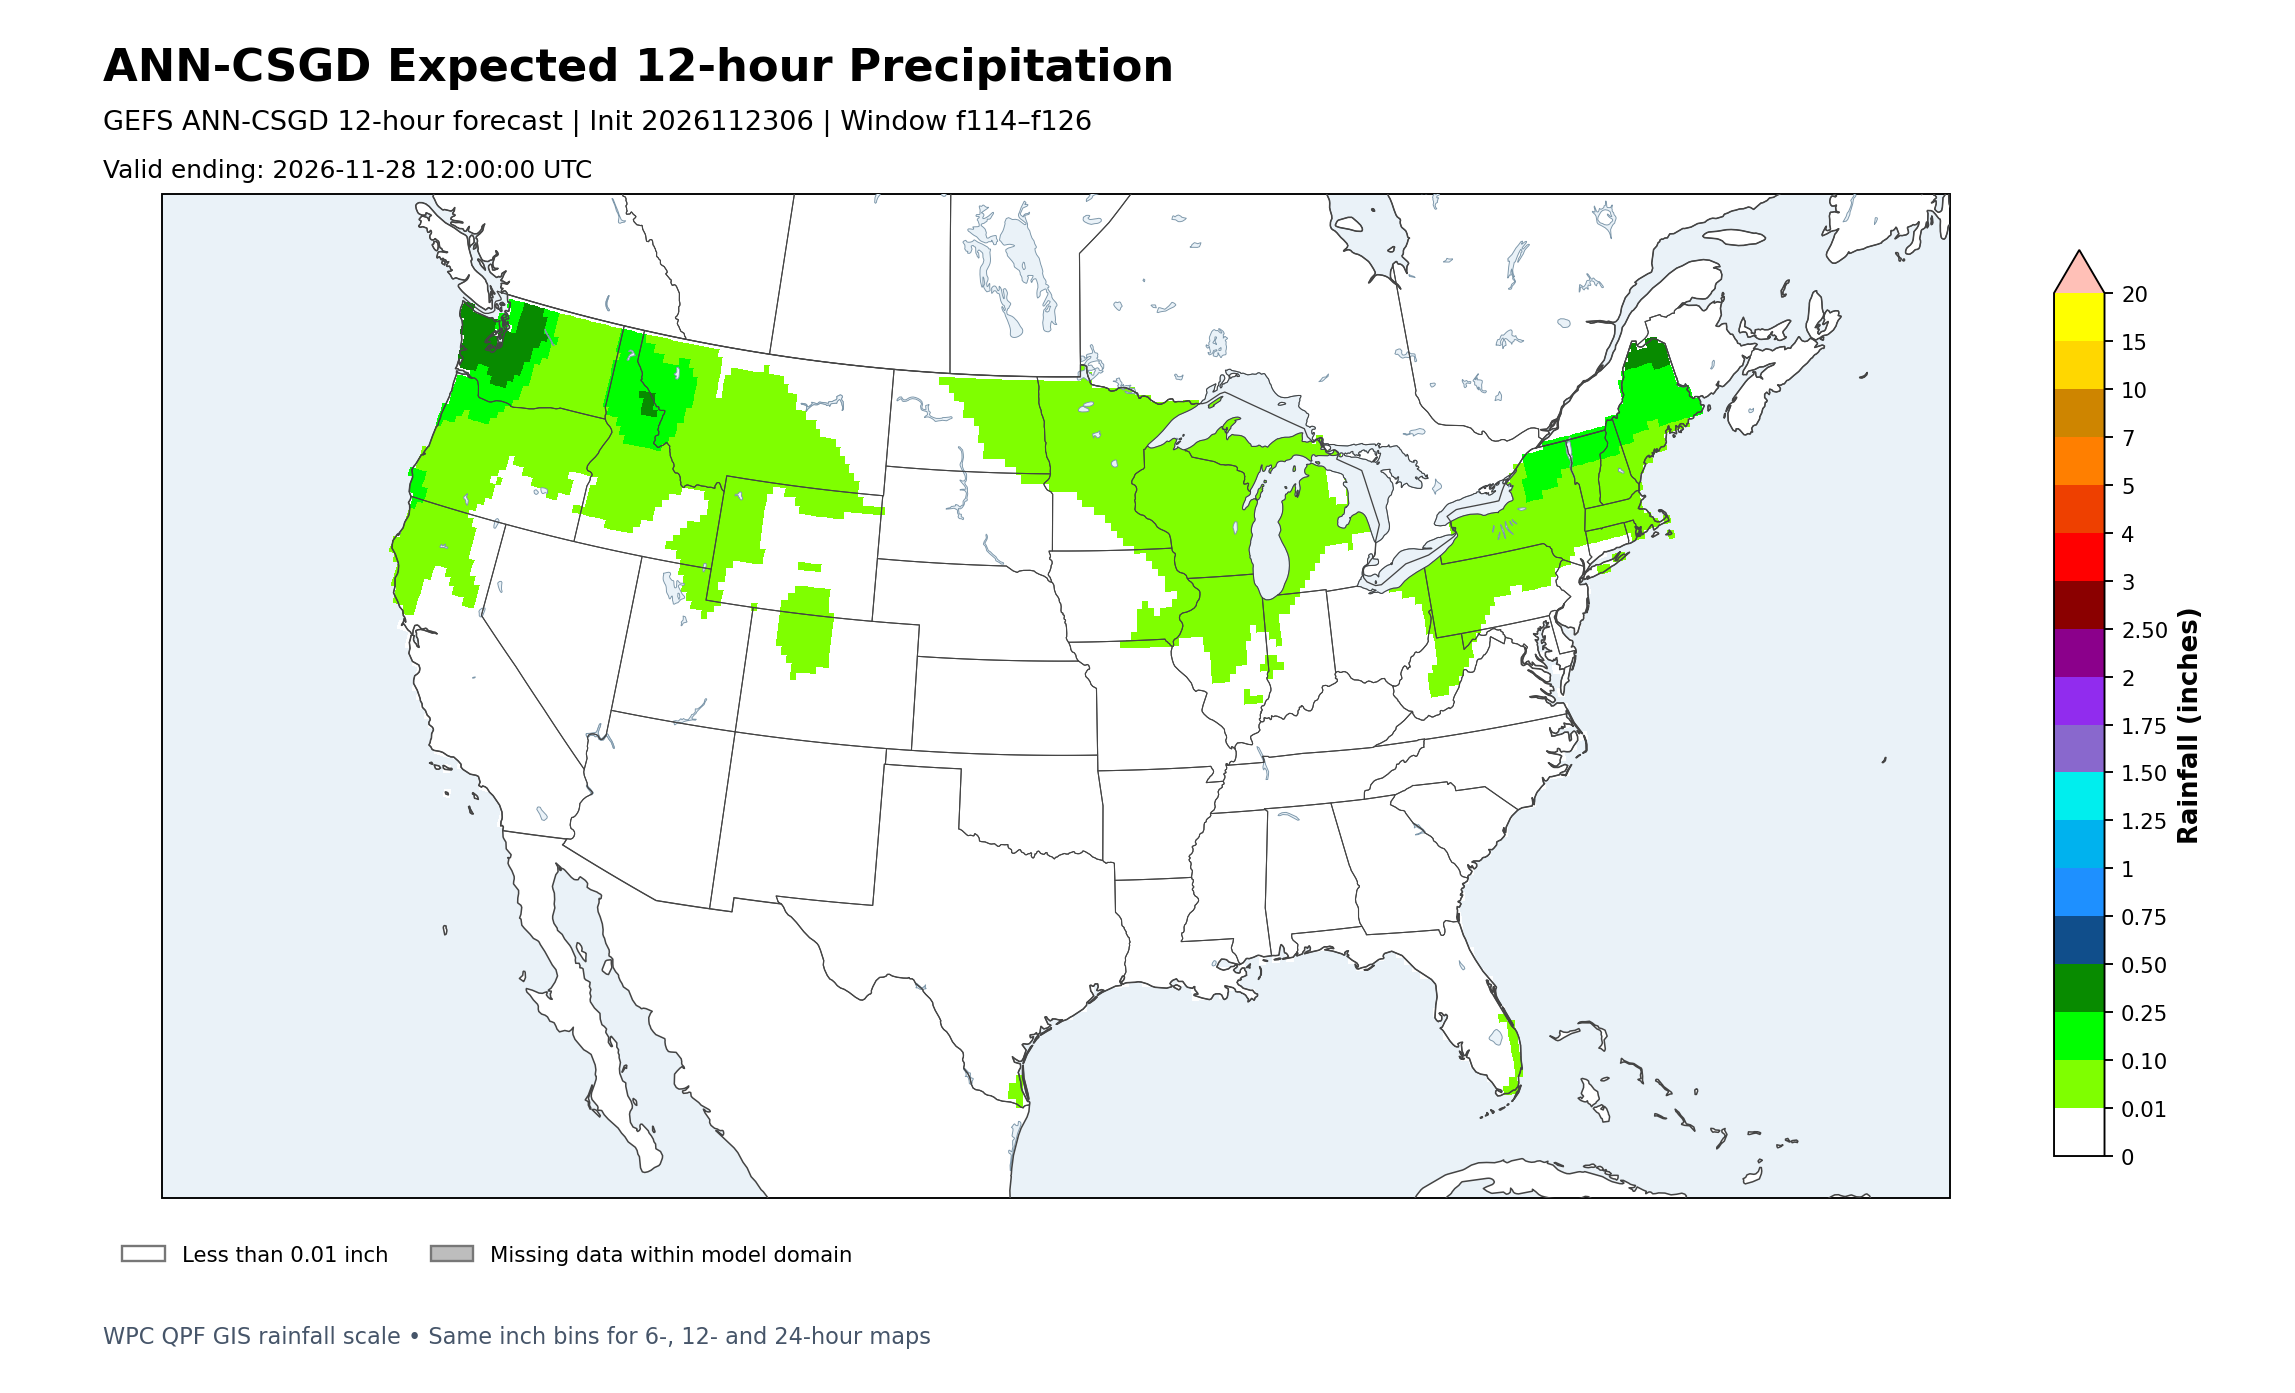 ANN-CSGD Expected 12-hour Precipitation
GEFS ANN-CSGD 12-hour forecast | Init 2026112306 | Window f114–f126
Valid ending: 2026-11-28 12:00:00 UTC
20
15
10
7
5
4
3
2.50
2
1.75
1.50
1.25
1
0.75
0.50
0.25
0.10
0.01
0
Rainfall (inches)
Less than 0.01 inch
Missing data within model domain
WPC QPF GIS rainfall scale • Same inch bins for 6-, 12- and 24-hour maps